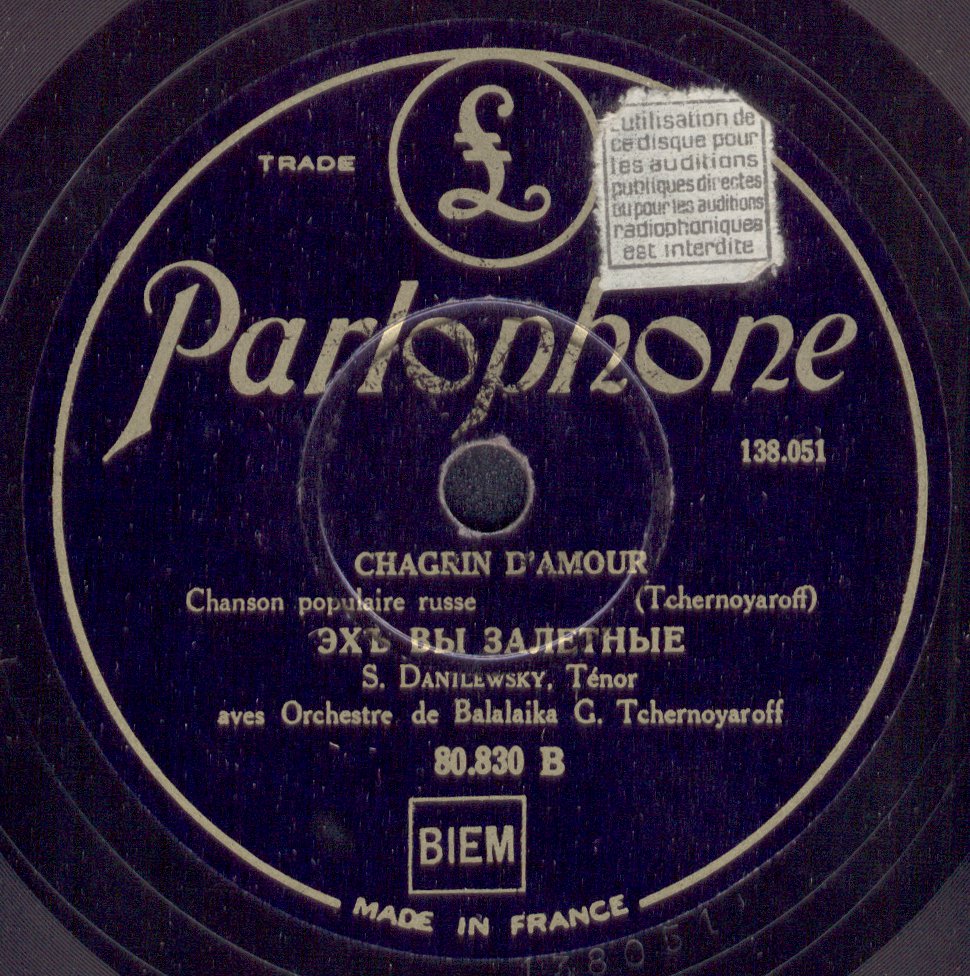 TRADE
£
L'utilisation de
ce disque pour
les auditions
publiques directes
ou pour les auditions
radiophoniques
est interdite
Parlophone
138.051
CHAGRIN D'AMOUR
Chanson populaire russe (Tchernoyaroff)
ЭХЪ ВЫ ЗАЛЕТНЫЕ
S. DANILEWSKY, Ténor
aves Orchestre de Balalaika G. Tchernoyaroff
80.830 B
BIEM
MADE IN FRANCE
138051